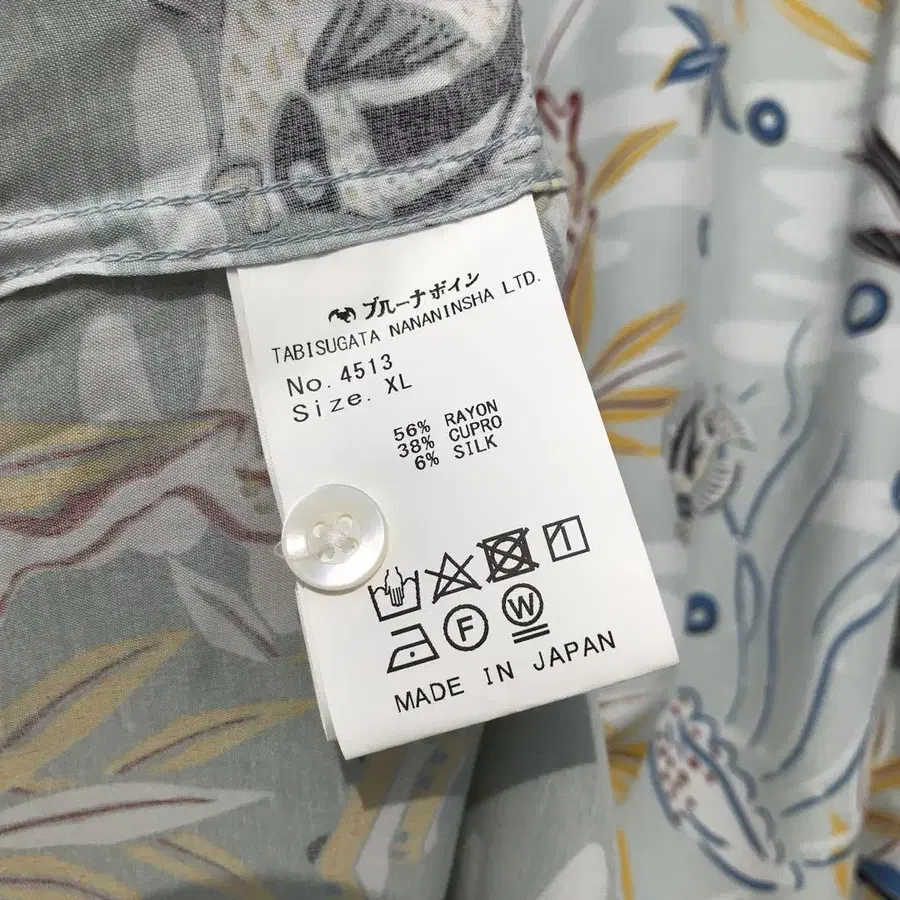 ブルーナボイン
TABISUGATA NANANINSHA LTD.
No. 4513
Size. XL
56% RAYON
38% CUPRO
6% SILK
F
W
MADE IN JAPAN